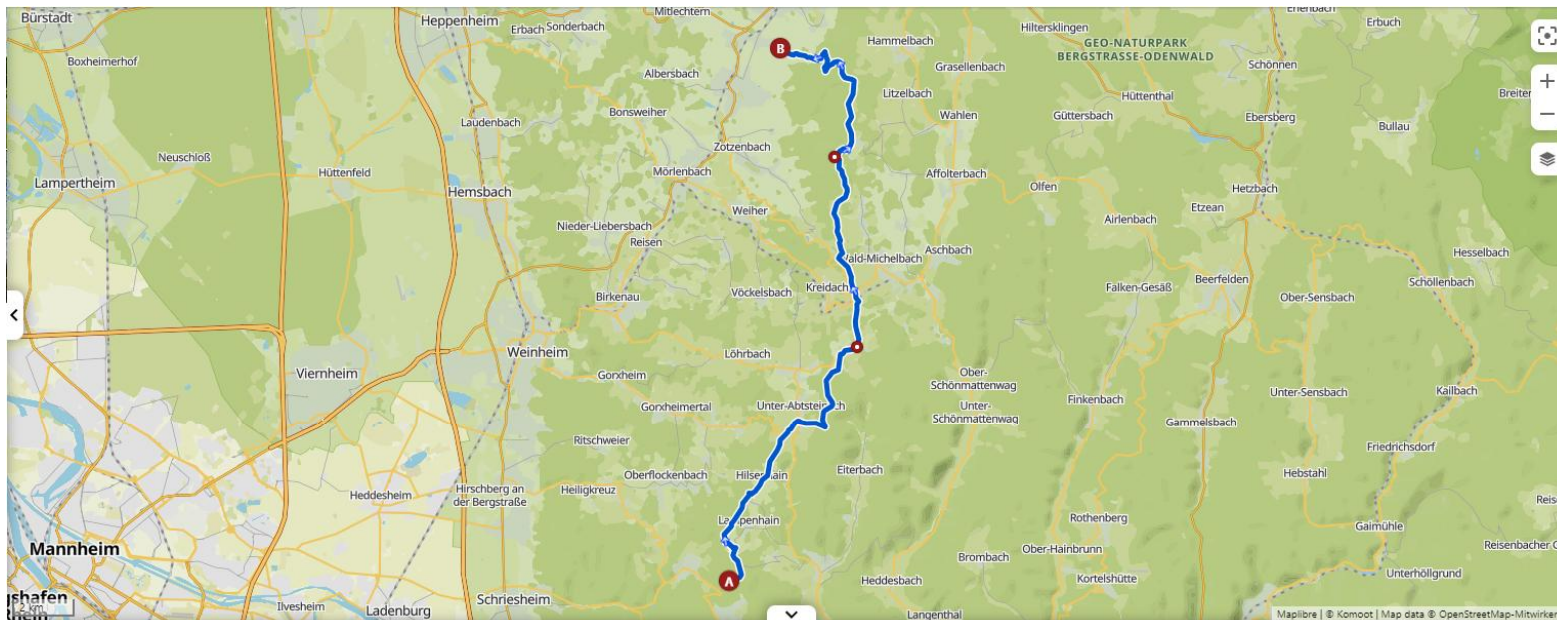 Bürstadt
Heppenheim
Mitlechtern
Erlenbach
Boxheimerhof
Erbach
Sonderbach
Hammelbach
Hiltersklingen
Erbuch
GEO-NATURPARK
BERGSTRASSE-ODENWALD
B
Albersbach
Grasellenbach
Schönnen
Bonsweiher
Litzelbach
Hüttenthal
Laudenbach
Wahlen
Güttersbach
Ebersberg
Bullau
Neuschloß
Hüttenfeld
Zotzenbach
Lampertheim
Hemsbach
Mörlenbach
Affolterbach
Olfen
Hetzbach
Weiher
Airlenbach
Etzean
Nieder-Liebersbach
Reisen
Wald-Michelbach
Aschbach
Hesselbach
Birkenau
Vöckelsbach
Kreidach
Falken-Gesäß
Beerfelden
Ober-Sensbach
Schöllenbach
Weinheim
Löhrbach
Viernheim
Gorxheim
Ober-
Schönmattenwag
Unter-Sensbach
Kailbach
Gorxheimertal
Unter-Abtsteinach
Unter-
Schönmattenwag
Finkenbach
Gammelsbach
Ritschweier
Friedrichsdorf
Oberflockenbach
Hilsenhain
Eiterbach
Hebstahl
Heddesheim
Hirschberg an
der Bergstraße
Heiligkreuz
Lampenhain
Rothenberg
Gaimühle
Mannheim
Brombach
Ober-Hainbrunn
Reisenbacher
A
Heddesbach
Kortelshütte
Unterhöllgrund
Schriesheim
Ilvesheim
Ladenburg
Langenthal
2 km
Maplibre | © Komoot | Map data © OpenStreetMap-Mitwirker